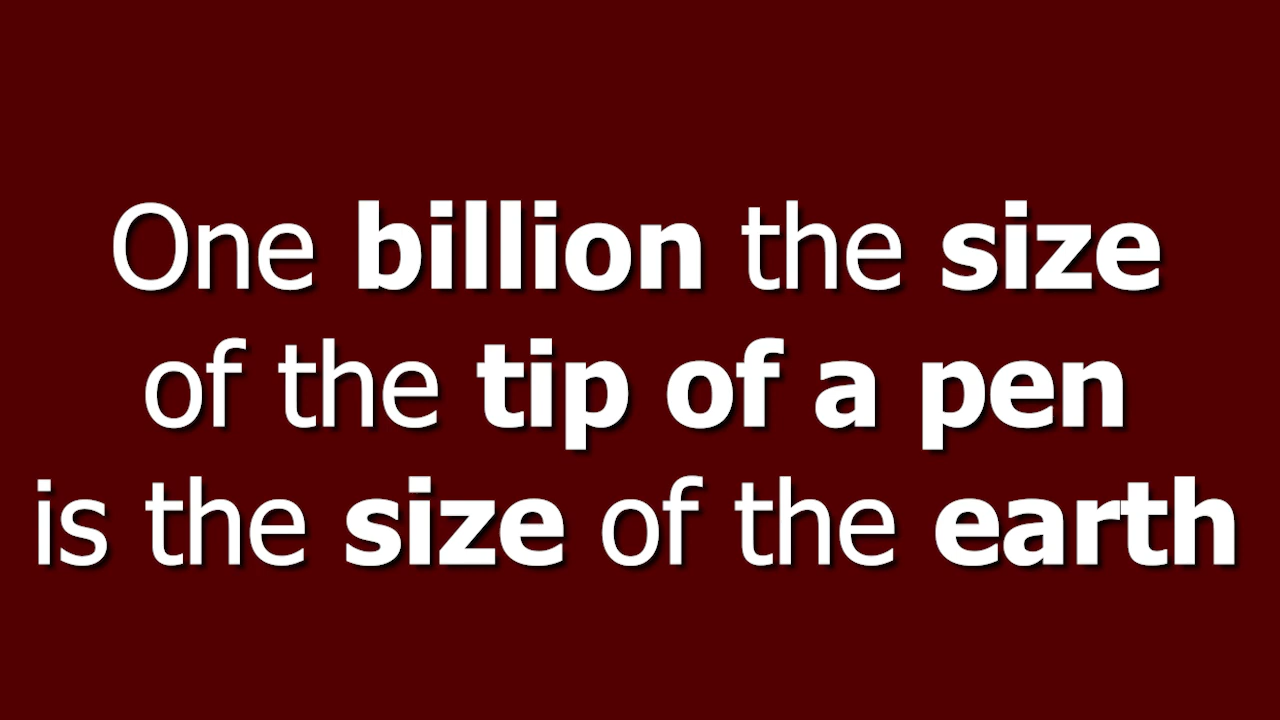 One billion the size
of the tip of a pen
is the size of the earth